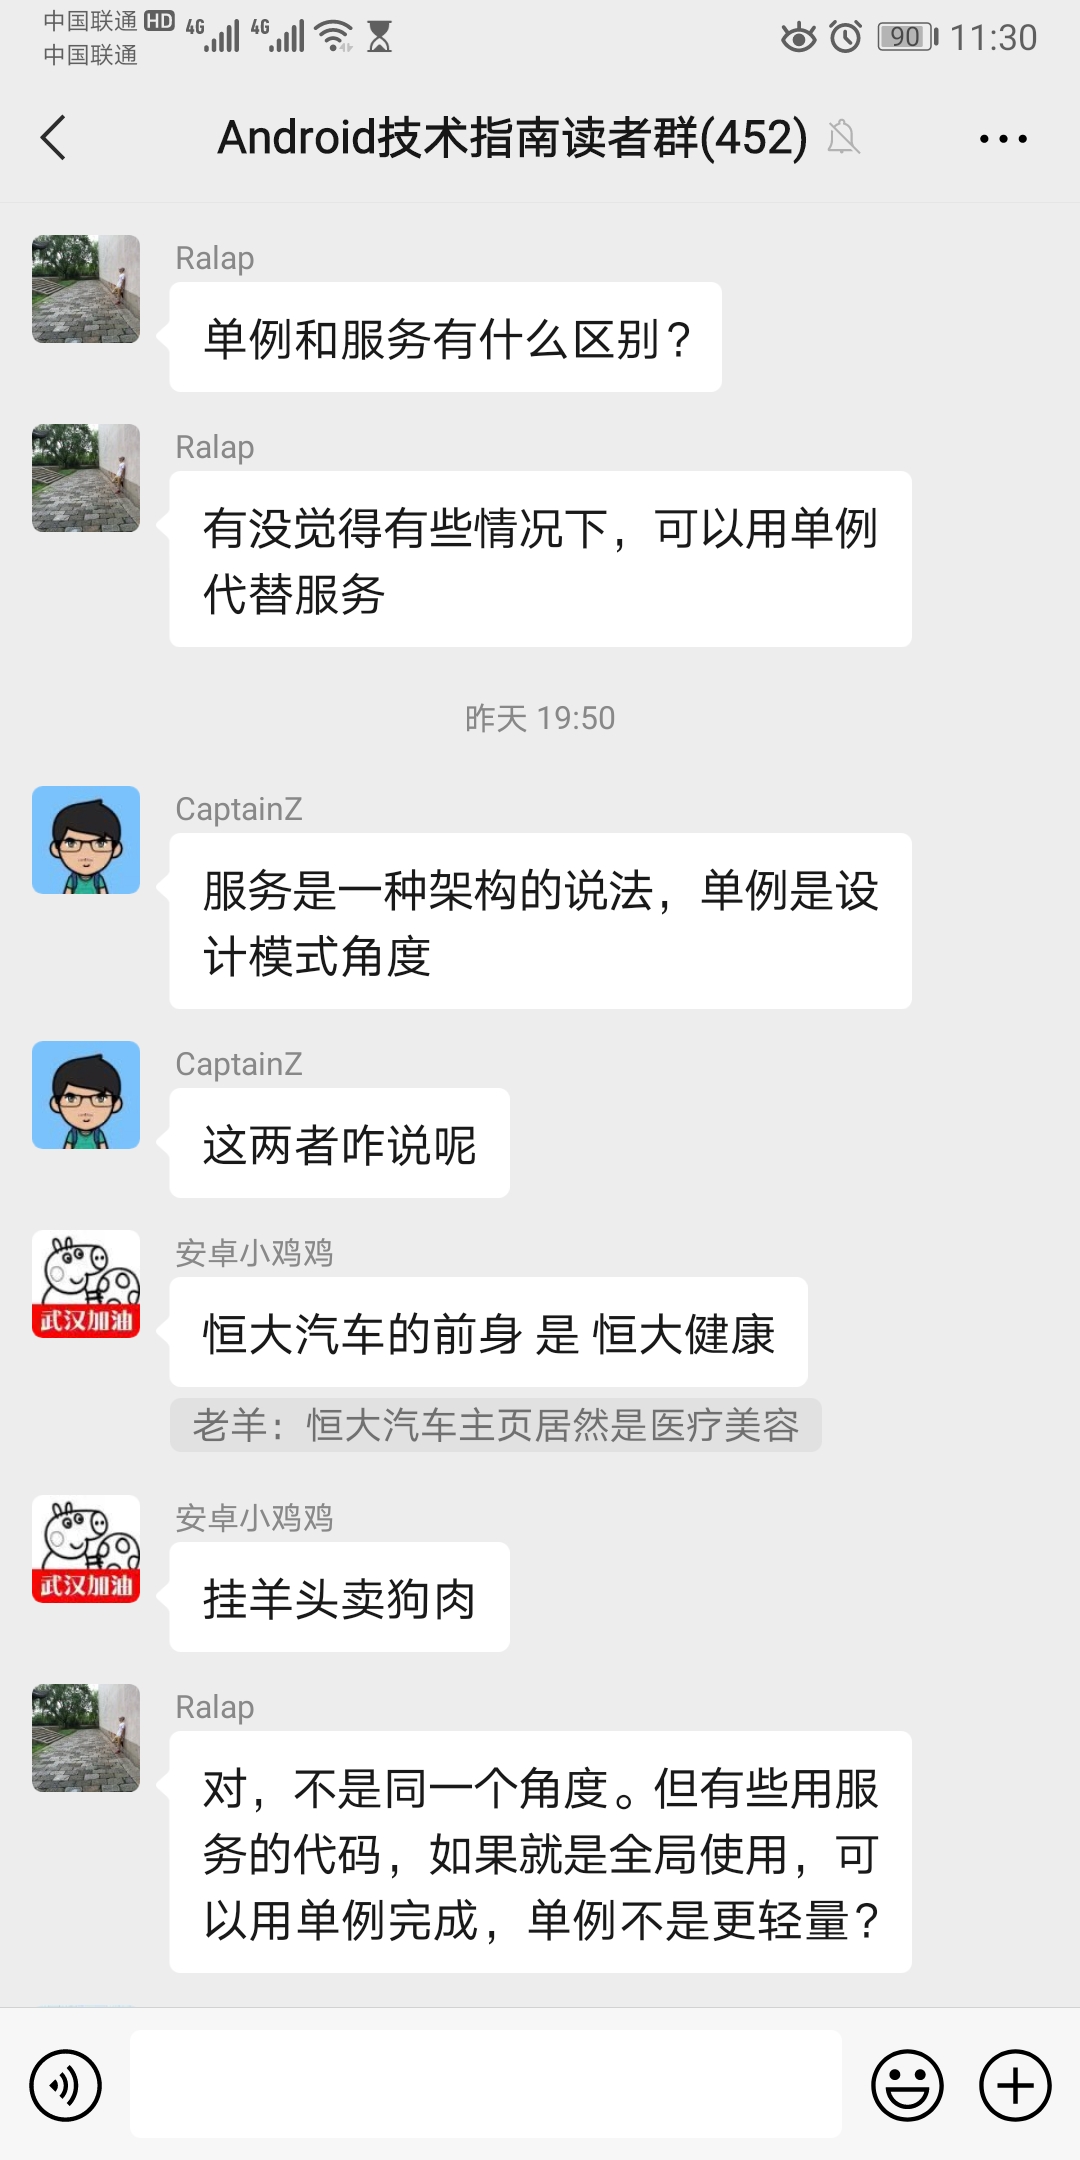 中国联通 HD 4G 4G 90 11:30
中国联通
Android技术指南读者群(452)
Ralap
单例和服务有什么区别？
Ralap
有没觉得有些情况下，可以用单例
代替服务
昨天 19:50
CaptainZ
服务是一种架构的说法，单例是设
计模式角度
CaptainZ
这两者咋说呢
安卓小鸡鸡
武汉加油
恒大汽车的前身 是 恒大健康
老羊：恒大汽车主页居然是医疗美容
安卓小鸡鸡
武汉加油
挂羊头卖狗肉
Ralap
对，不是同一个角度。但有些用服
务的代码，如果就是全局使用，可
以用单例完成，单例不是更轻量？